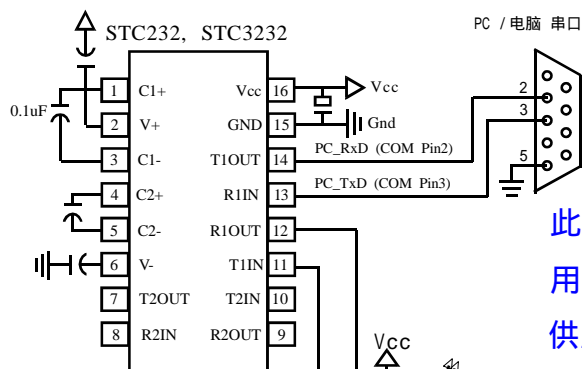 PC / 电脑 串口
STC232, STC3232
1 C1+ Vcc 16 Vcc
0.1uF
2 V+ GND 15 Gnd
2
3
3 C1- T1OUT 14 PC_RxD (COM Pin2)
5
4 C2+ R1IN 13 PC_TxD (COM Pin3)
5 C2- R1OUT 12
此
6 V- T1IN 11
用
7 T2OUT T2IN 10
8 R2IN R2OUT 9
供
Vcc